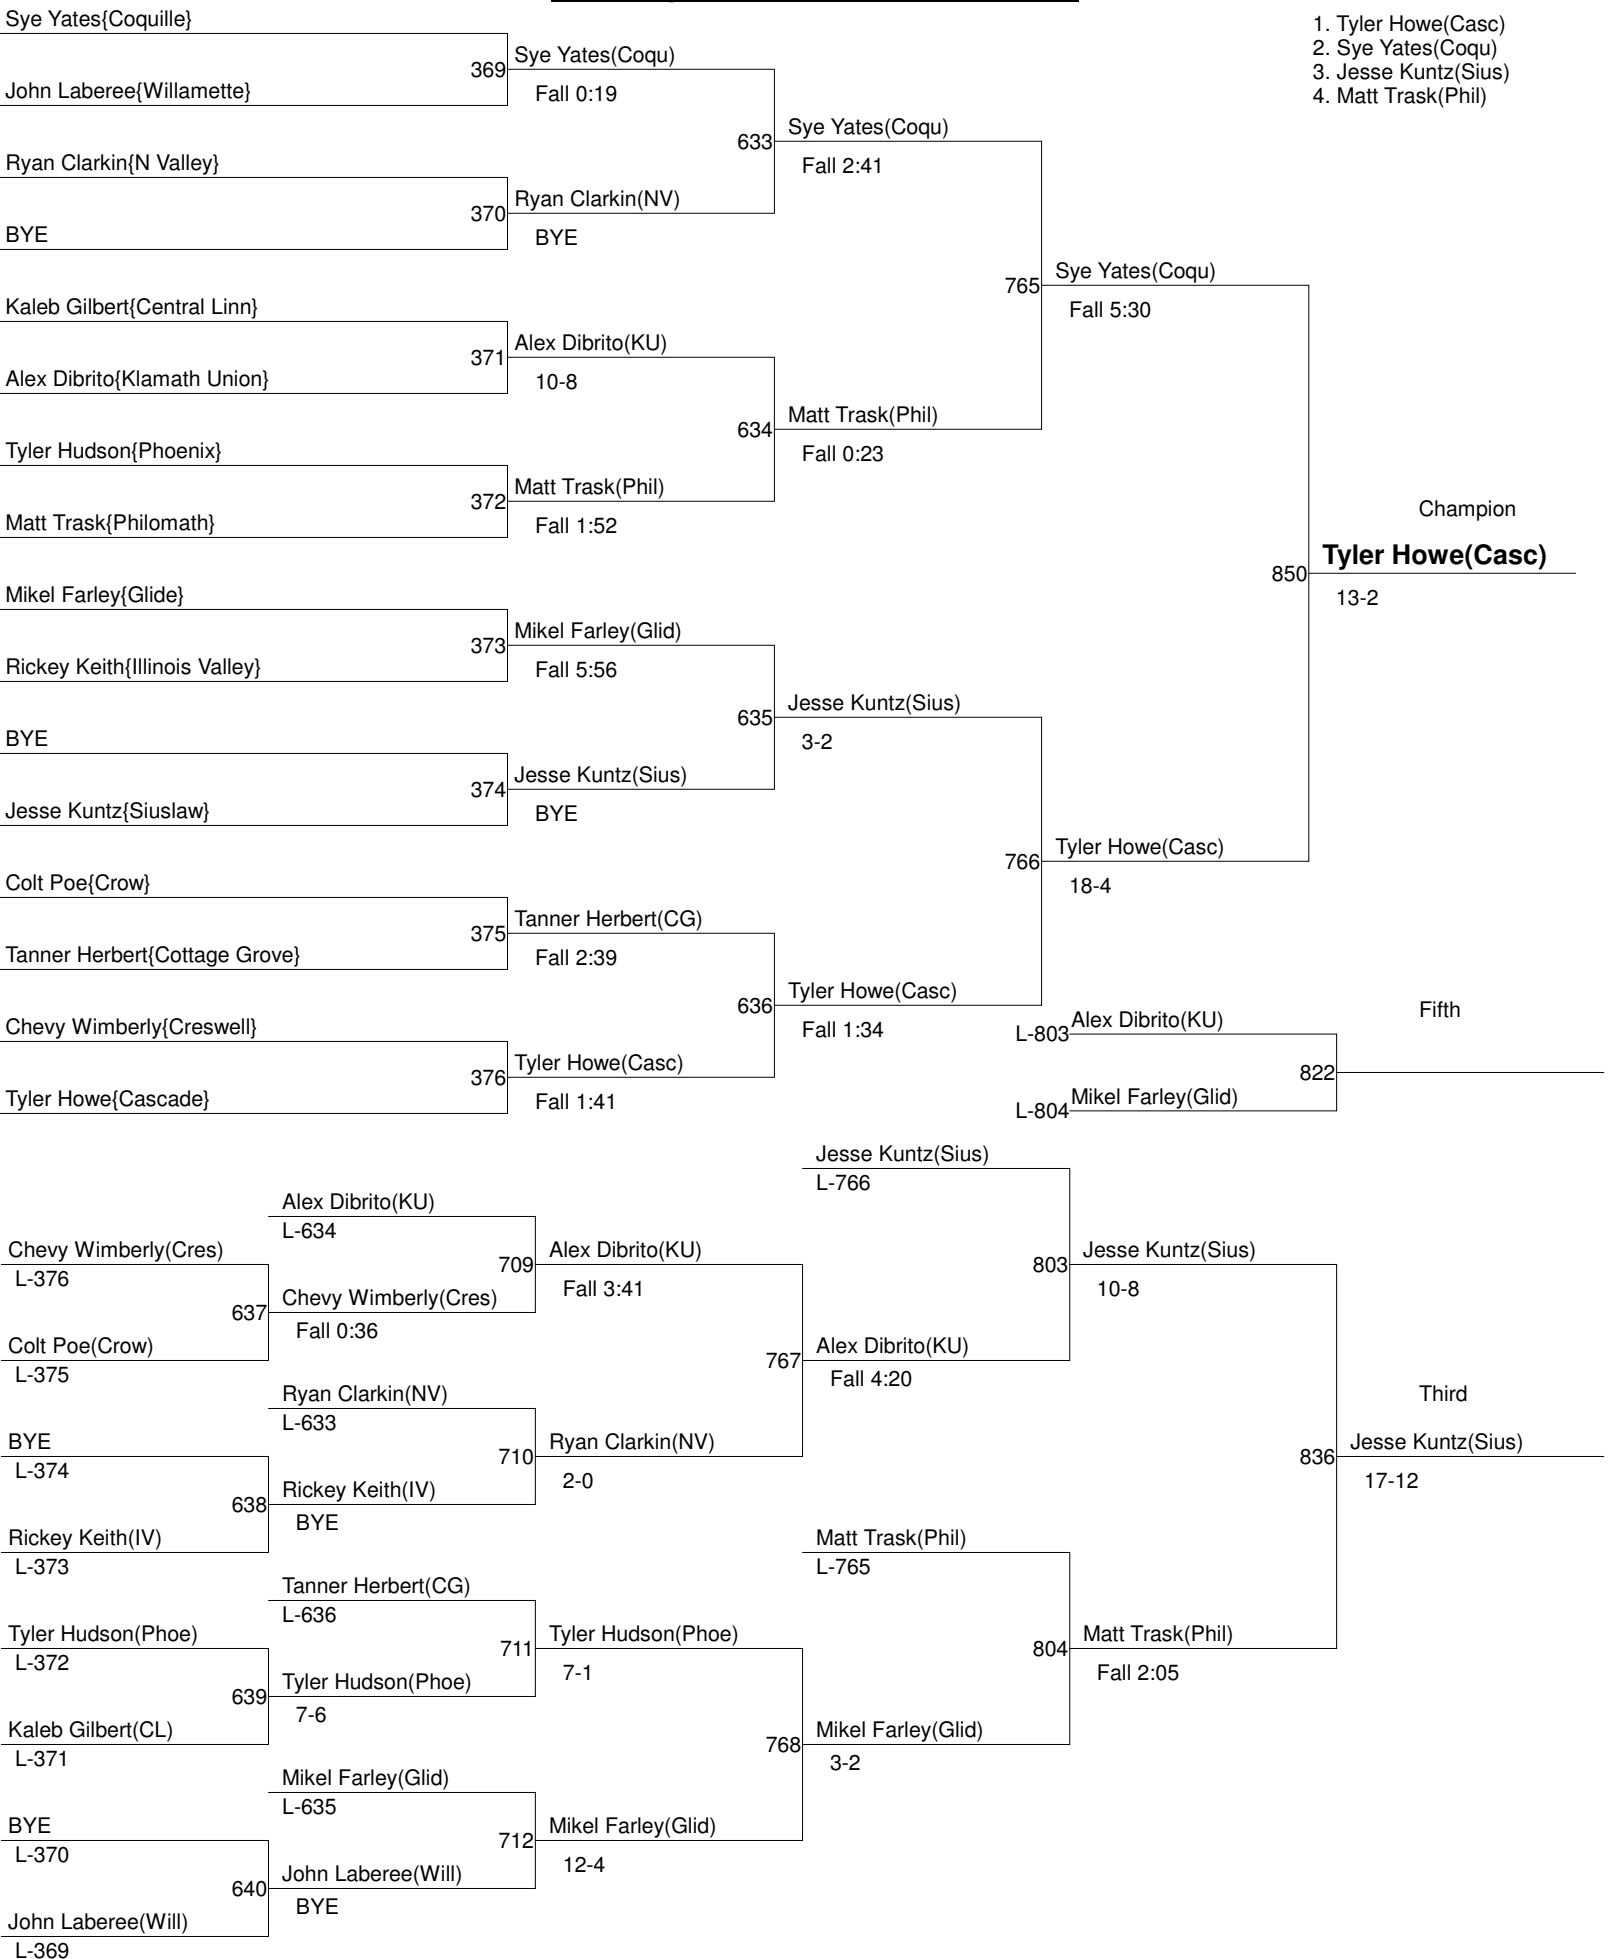 Sye Yates{Coquille}
John Laberee{Willamette}
Ryan Clarkin{N Valley}
BYE
Kaleb Gilbert{Central Linn}
Alex Dibrito{Klamath Union}
Tyler Hudson{Phoenix}
Matt Trask{Philomath}
Mikel Farley{Glide}
Rickey Keith{Illinois Valley}
BYE
Jesse Kuntz{Siuslaw}
Colt Poe{Crow}
Tanner Herbert{Cottage Grove}
Chevy Wimberly{Creswell}
Tyler Howe{Cascade}
369
Sye Yates(Coqu)
Fall 0:19
370
Ryan Clarkin(NV)
BYE
371
Alex Dibrito(KU)
10-8
372
Matt Trask(Phil)
Fall 1:52
373
Mikel Farley(Glid)
Fall 5:56
374
Jesse Kuntz(Sius)
BYE
375
Tanner Herbert(CG)
Fall 2:39
376
Tyler Howe(Casc)
Fall 1:41
633
Sye Yates(Coqu)
Fall 2:41
634
Matt Trask(Phil)
Fall 0:23
635
Jesse Kuntz(Sius)
3-2
636
Tyler Howe(Casc)
Fall 1:34
765
Sye Yates(Coqu)
Fall 5:30
766
Tyler Howe(Casc)
18-4
1. Tyler Howe(Casc)
2. Sye Yates(Coqu)
3. Jesse Kuntz(Sius)
4. Matt Trask(Phil)
Champion
850
Tyler Howe(Casc)
13-2
Fifth
L-803
Alex Dibrito(KU)
822
L-804
Mikel Farley(Glid)
Chevy Wimberly(Cres)
L-376
Colt Poe(Crow)
L-375
BYE
L-374
Rickey Keith(IV)
L-373
Tyler Hudson(Phoe)
L-372
Kaleb Gilbert(CL)
L-371
BYE
L-370
John Laberee(Will)
L-369
Alex Dibrito(KU)
L-634
637
Chevy Wimberly(Cres)
Fall 0:36
Ryan Clarkin(NV)
L-633
638
Rickey Keith(IV)
BYE
Tanner Herbert(CG)
L-636
639
Tyler Hudson(Phoe)
7-6
Mikel Farley(Glid)
L-635
640
John Laberee(Will)
BYE
709
Alex Dibrito(KU)
Fall 3:41
710
Ryan Clarkin(NV)
2-0
711
Tyler Hudson(Phoe)
7-1
712
Mikel Farley(Glid)
12-4
Jesse Kuntz(Sius)
L-766
767
Alex Dibrito(KU)
Fall 4:20
Matt Trask(Phil)
L-765
768
Mikel Farley(Glid)
3-2
803
Jesse Kuntz(Sius)
10-8
804
Matt Trask(Phil)
Fall 2:05
Third
836
Jesse Kuntz(Sius)
17-12